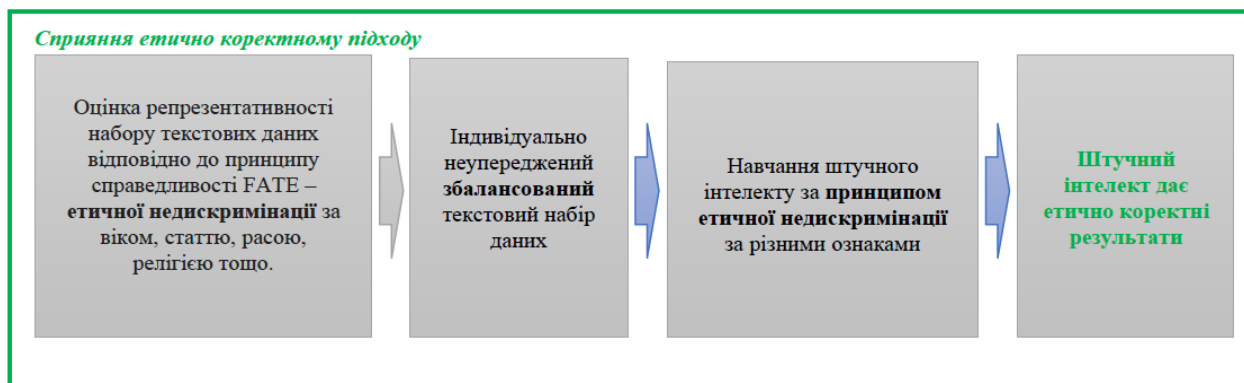 Сприяння етично коректному підходу
Оцінка репрезентативності
набору текстових даних
відповідно до принципу
справедливості FATE –
етичної недискримінації за
віком, статтю, расою,
релігією тощо.
Індивідуально
неупереджений
збалансований
текстовий набір
даних
Навчання штучного
інтелекту за принципом
етичної недискримінації
за різними ознаками
Штучний
інтелект дає
етично коректні
результати